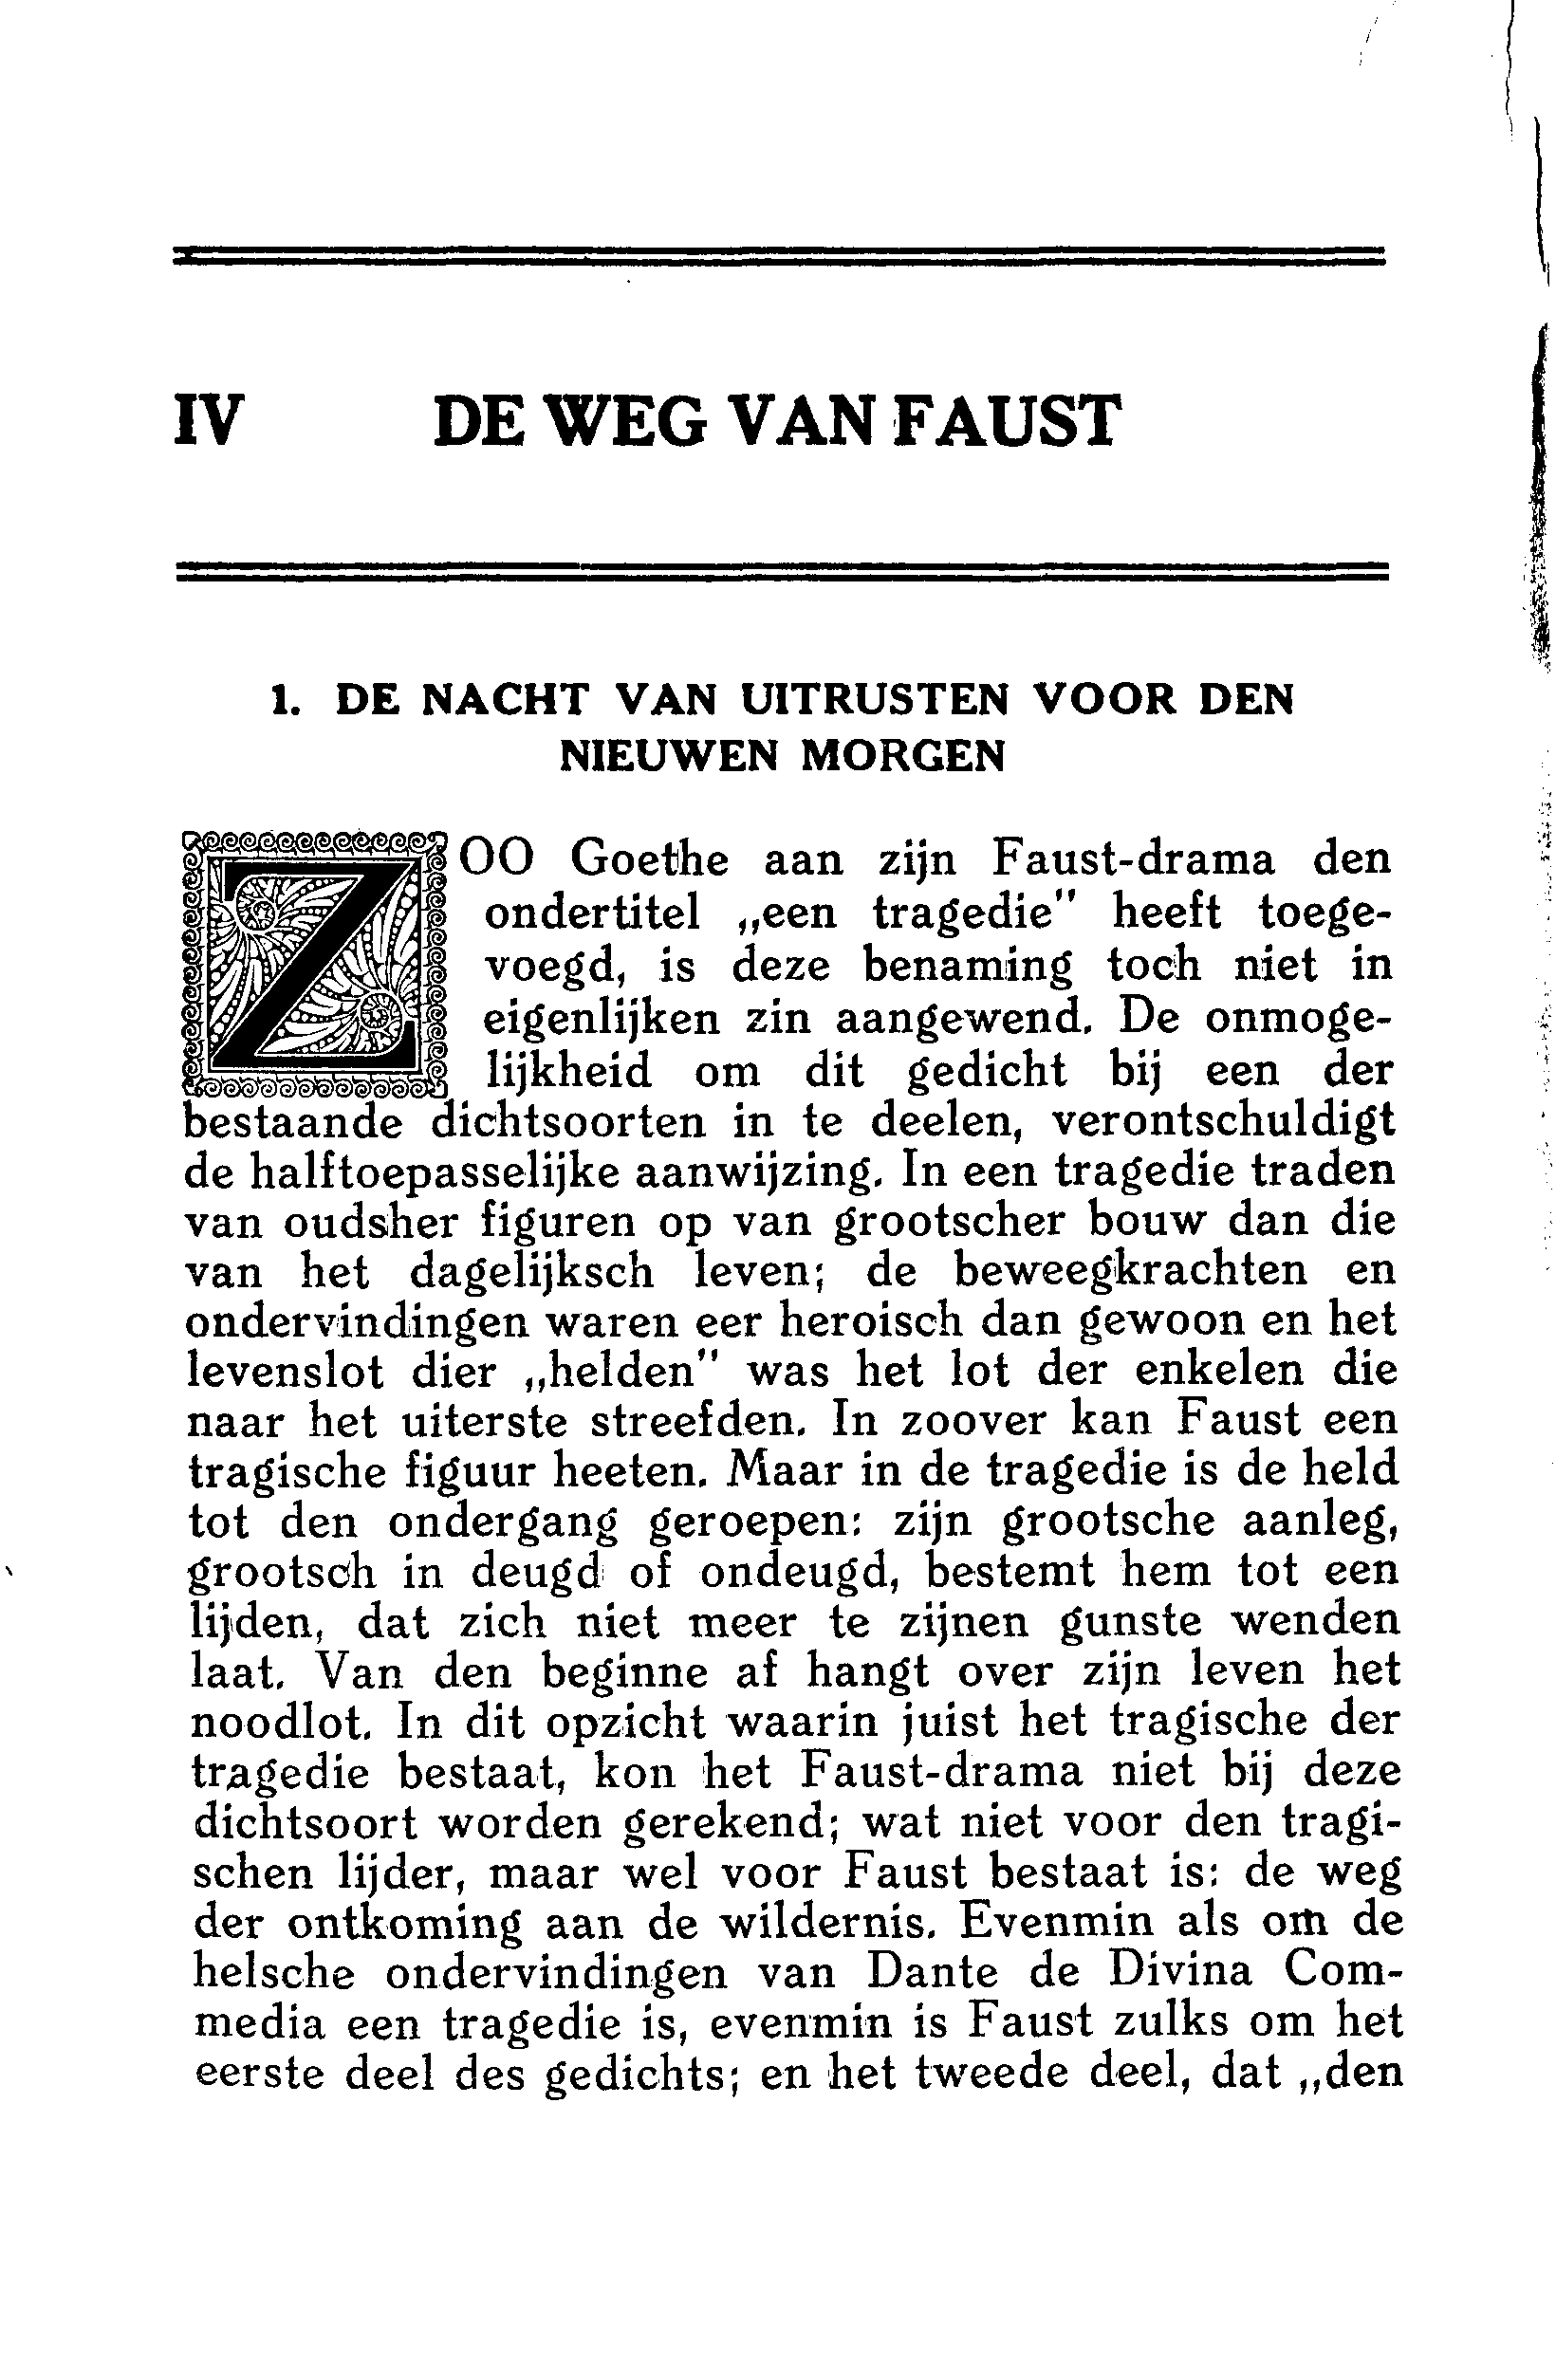 IV DE WEG VAN FAUST
1. DE NACHT VAN UITRUSTEN VOOR DEN
NIEUWEN MORGEN
ZOO Goethe aan zijn Faust-drama den
ondertitel „een tragedie" heeft toege-
voegd, is deze benaming toch niet in
eigenlijken zin aangewend. De onmoge-
lijkheid om dit gedicht bij een der
bestaande dichtsoorten in te deelen, verontschuldigt
de halftoepasselijke aanwijzing. In een tragedie traden
van oudsher figuren op van grootscher bouw dan die
van het dagelijksch leven; de beweegkrachten en
ondervindingen waren eer heroisch dan gewoon en het
levenslot dier „helden" was het lot der enkelen die
naar het uiterste streefden. In zoover kan Faust een
tragische figuur heeten. Maar in de tragedie is de held
tot den ondergang geroepen: zijn grootsche aanleg,
grootsch in deugd of ondeugd, bestemt hem tot een
lijden, dat zich niet meer te zijnen gunste wenden
laat. Van den beginne af hangt over zijn leven het
noodlot. In dit opzicht waarin juist het tragische der
tragedie bestaat, kon het Faust-drama niet bij deze
dichtsoort worden gerekend; wat niet voor den tragi-
schen lijder, maar wel voor Faust bestaat is: de weg
der ontkoming aan de wildernis. Evenmin als om de
helsche ondervindingen van Dante de Divina Com-
media een tragedie is, evenmin is Faust zulks om het
eerste deel des gedichts; en het tweede deel, dat „den